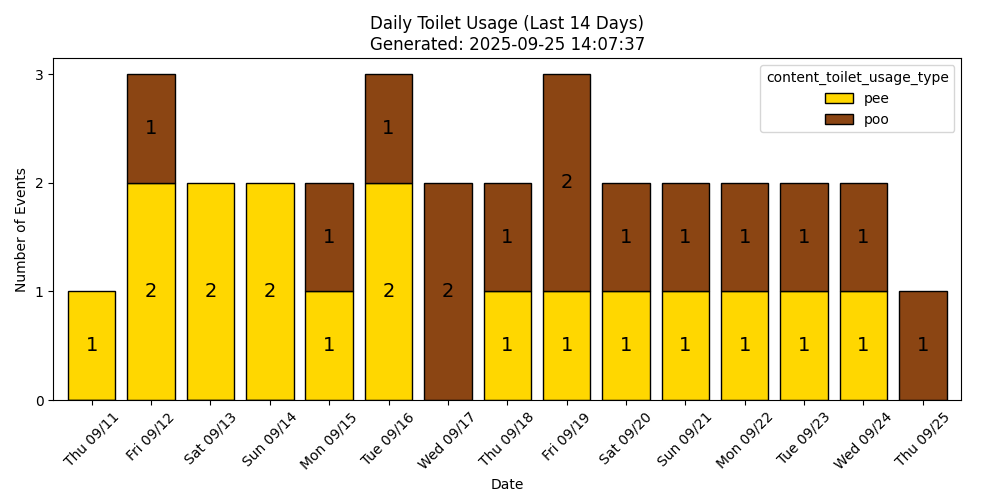 Daily Toilet Usage (Last 14 Days)
Generated: 2025-09-25 14:07:37
content_toilet_usage_type
pee
poo
Number of Events
3
2
1
0
1
2
1
2
2
1
1
2
1
2
1
1
1
2
1
1
1
1
1
1
1
1
1
1
1
Thu 09/11
Fri 09/12
Sat 09/13
Sun 09/14
Mon 09/15
Tue 09/16
Wed 09/17
Thu 09/18
Fri 09/19
Sat 09/20
Sun 09/21
Mon 09/22
Tue 09/23
Wed 09/24
Thu 09/25
Date